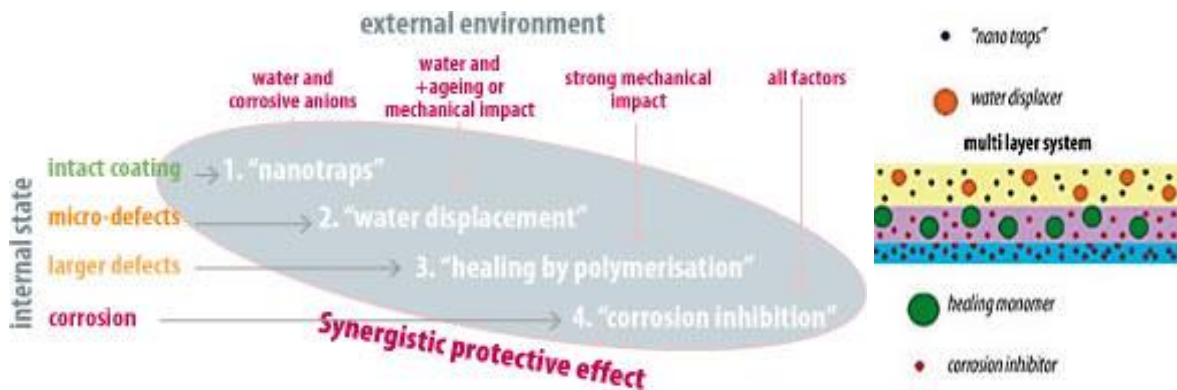 external environment
water and
corrosive anions
water and
+ageing or
mechanical impact
strong mechanical
impact
all factors
internal state
intact coating
1. "nanotraps"
micro-defects
2. "water displacement"
larger defects
3. "healing by polymerisation"
corrosion
4. "corrosion inhibition"
Synergistic protective effect
"nano traps"
water displacer
multi layer system
healing monomer
corrosion inhibitor